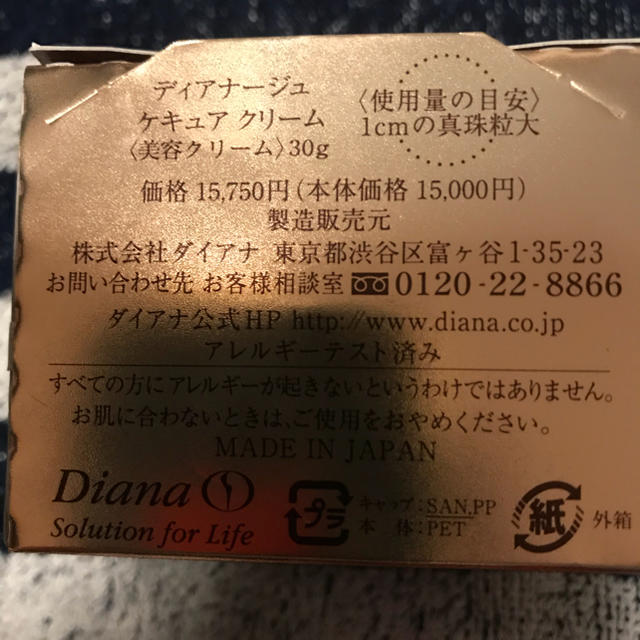 ディアナージュ
ケキュア クリーム
〈美容クリーム〉30g
〈使用量の目安〉
1cmの真珠粒大
価格 15,750円（本体価格 15,000円）
製造販売元
株式会社ダイアナ 東京都渋谷区富ヶ谷1-35-23
お問い合わせ先 お客様相談室 0120-22-8866
ダイアナ公式HP http://www.diana.co.jp
アレルギーテスト済み
すべての方にアレルギーが起きないというわけではありません。
お肌に合わないときは、ご使用をおやめください。
MADE IN JAPAN
Diana
Solution for Life
プラ
キャップ：SAN,PP
本体：PET
紙
外箱